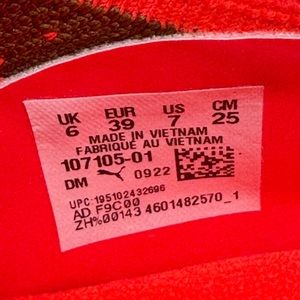 UK EUR US CM
6 39 7 25
MADE IN VIETNAM
FABRIQUÉ AU VIETNAM
107105-01
DM 0922
UPC:195102432696
AD F9C00
ZH%00143 4601482570_1